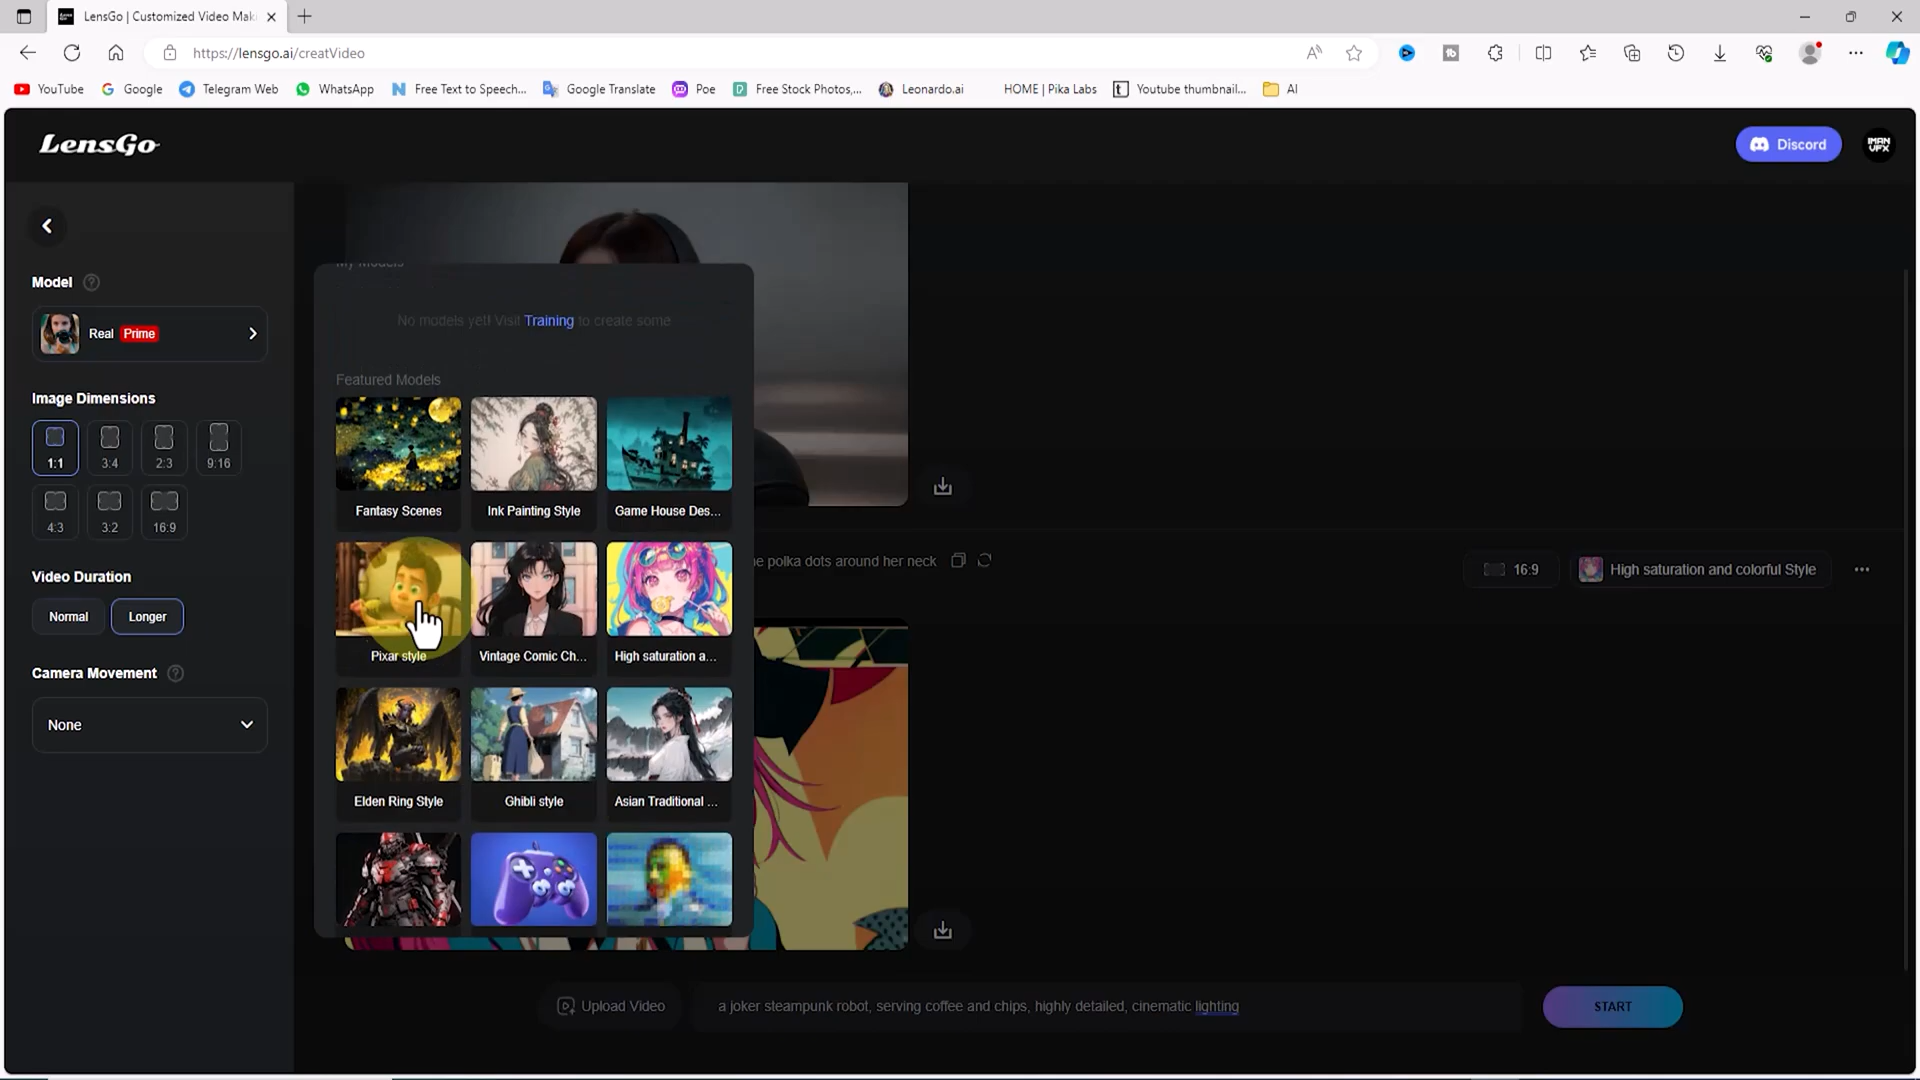 LensGo | Customized Video Mak
https://lensgo.ai/creatVideo
YouTube
Google
Telegram Web
WhatsApp
Free Text to Speech...
Google Translate
Poe
Free Stock Photos,...
Leonardo.ai
HOME | Pika Labs
Youtube thumbnail...
AI
LensGo
Discord
IMAN VFX
Model
Real Prime
Image Dimensions
1:1
3:4
2:3
9:16
4:3
3:2
16:9
Video Duration
Normal
Longer
Camera Movement
None
My Models
No models yet! Visit Training to create some
Featured Models
Fantasy Scenes
Ink Painting Style
Game House Des...
Pixar style
Vintage Comic Ch...
High saturation a...
Elden Ring Style
Ghibli style
Asian Traditional ...
e polka dots around her neck
16:9
High saturation and colorful Style
Upload Video
a joker steampunk robot, serving coffee and chips, highly detailed, cinematic lighting
START